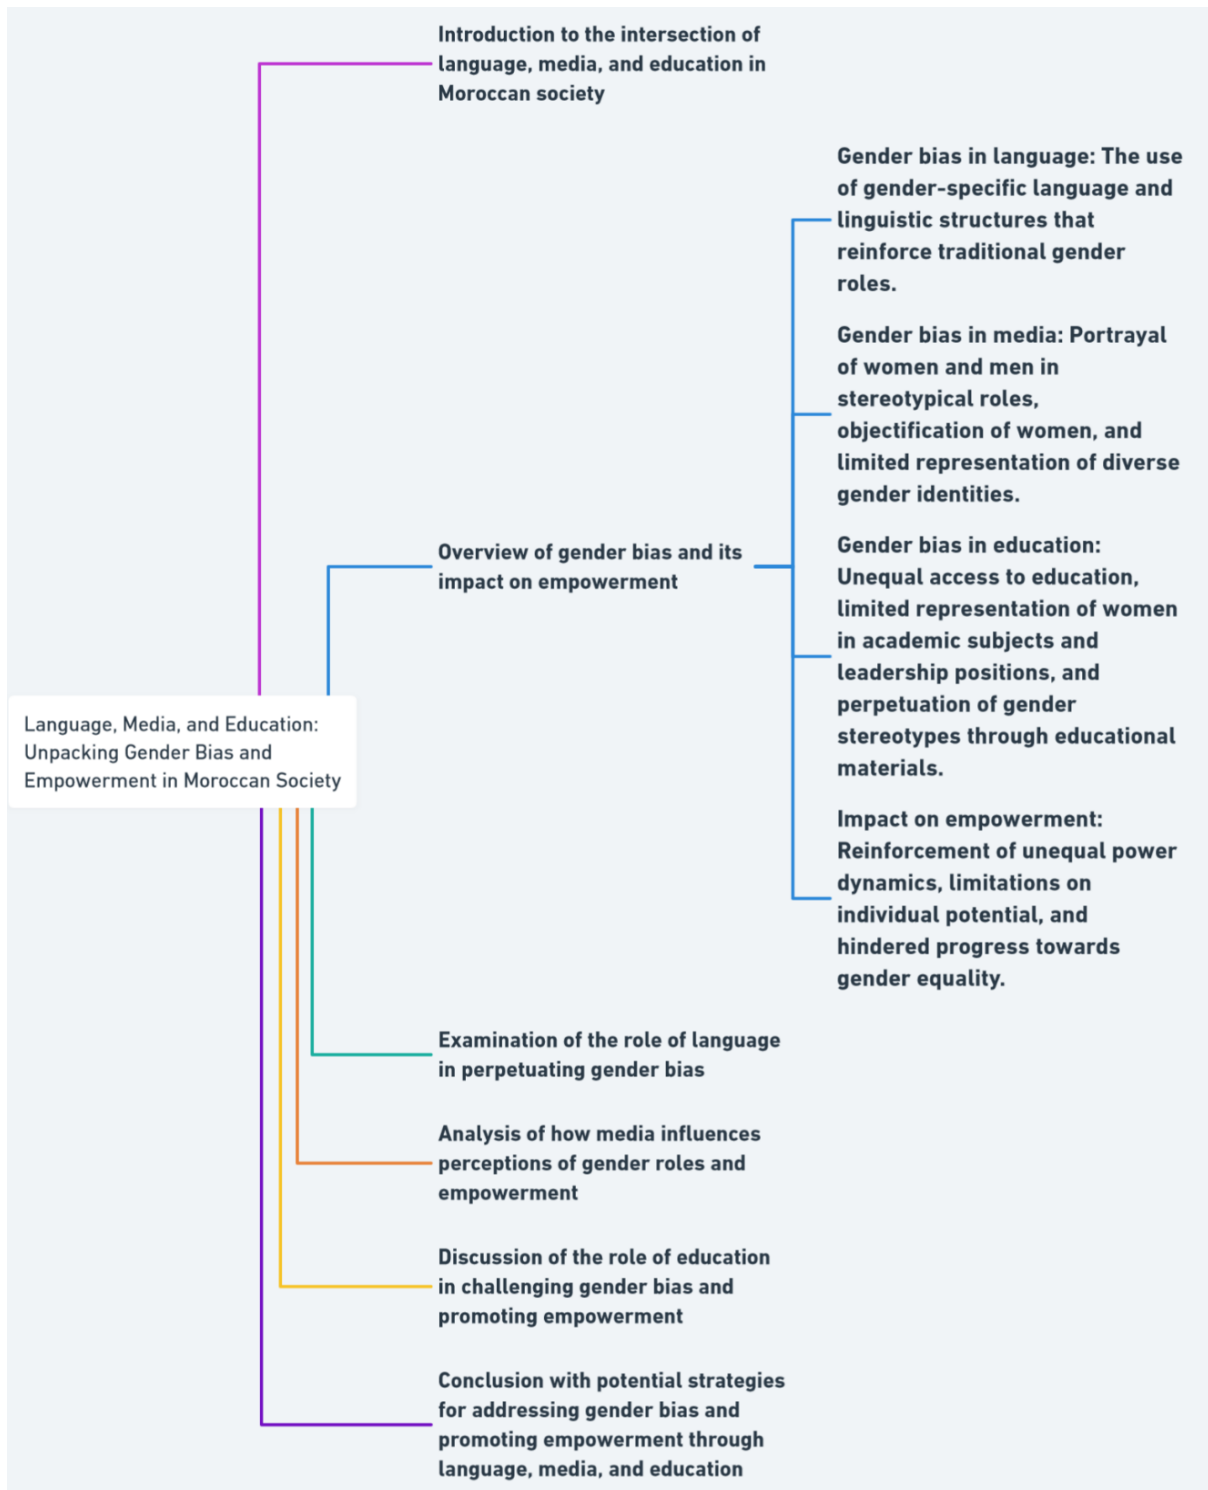 Introduction to the intersection of
language, media, and education in
Moroccan society
Gender bias in language: The use
of gender-specific language and
linguistic structures that
reinforce traditional gender
roles.
Gender bias in media: Portrayal
of women and men in
stereotypical roles,
objectification of women, and
limited representation of diverse
gender identities.
Overview of gender bias and its
impact on empowerment
Gender bias in education:
Unequal access to education,
limited representation of women
in academic subjects and
leadership positions, and
perpetuation of gender
stereotypes through educational
materials.
Language, Media, and Education:
Unpacking Gender Bias and
Empowerment in Moroccan Society
Impact on empowerment:
Reinforcement of unequal power
dynamics, limitations on
individual potential, and
hindered progress towards
gender equality.
Examination of the role of language
in perpetuating gender bias
Analysis of how media influences
perceptions of gender roles and
empowerment
Discussion of the role of education
in challenging gender bias and
promoting empowerment
Conclusion with potential strategies
for addressing gender bias and
promoting empowerment through
language, media, and education